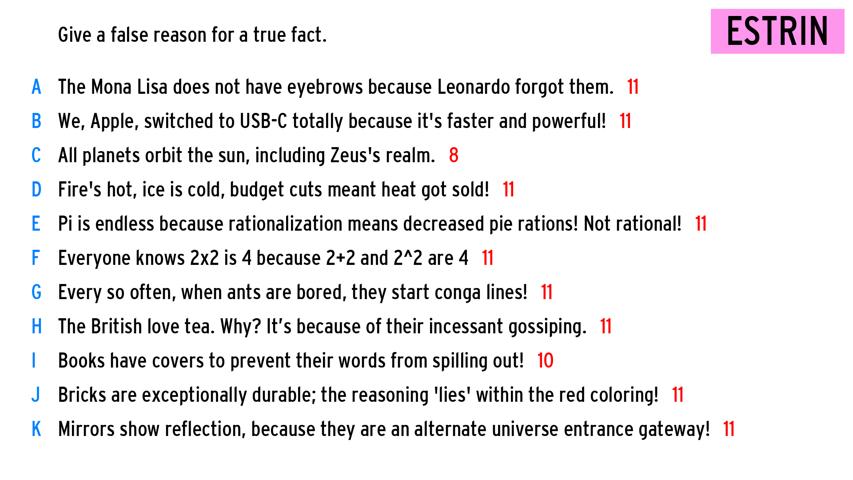 Give a false reason for a true fact.
ESTRIN
A The Mona Lisa does not have eyebrows because Leonardo forgot them. 11
B We, Apple, switched to USB-C totally because it's faster and powerful! 11
C All planets orbit the sun, including Zeus's realm. 8
D Fire's hot, ice is cold, budget cuts meant heat got sold! 11
E Pi is endless because rationalization means decreased pie rations! Not rational! 11
F Everyone knows 2x2 is 4 because 2+2 and 2^2 are 4 11
G Every so often, when ants are bored, they start conga lines! 11
H The British love tea. Why? It’s because of their incessant gossiping. 11
I Books have covers to prevent their words from spilling out! 10
J Bricks are exceptionally durable; the reasoning 'lies' within the red coloring! 11
K Mirrors show reflection, because they are an alternate universe entrance gateway! 11